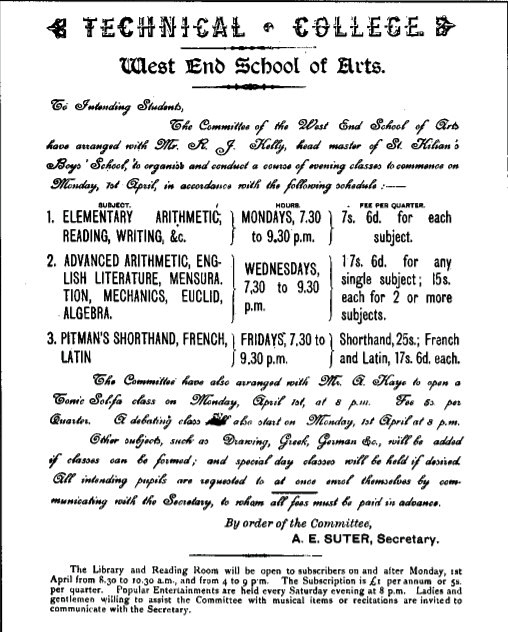 TECHNICAL COLLEGE.
West End School of Arts.
To Intending Students,
The Committee of the West End School of Arts
have arranged with Mr. R. J. Kelly, head master of St. Kilian's
Boys' School, to organise and conduct a course of evening classes to commence on
Monday, 1st April, in accordance with the following schedule :—
SUBJECT. HOURS. FEE PER QUARTER.
1. ELEMENTARY ARITHMETIC, MONDAYS, 7.30 7s. 6d. for each
READING, WRITING, &c. to 9.30 p.m. subject.
2. ADVANCED ARITHMETIC, ENG- WEDNESDAYS, 17s. 6d. for any
LISH LITERATURE, MENSURA- 7.30 to 9.30 single subject; 15s.
TION, MECHANICS, EUCLID, p.m. each for 2 or more
ALGEBRA. subjects.
3. PITMAN'S SHORTHAND, FRENCH, FRIDAYS, 7.30 to Shorthand, 25s.; French
LATIN 9.30 p.m. and Latin, 17s. 6d. each.
The Committee have also arranged with Mr. A. Kaye to open a
Tonic Sol-fa class on Monday, April 1st, at 8 p.m. Fee 5s. per
Quarter. A debating class will also start on Monday, 1st April at 8 p.m.
Other subjects, such as Drawing, Greek, German &c., will be added
if classes can be formed; and special day classes will be held if desired.
All intending pupils are requested to at once enrol themselves by com-
municating with the Secretary, to whom all fees must be paid in advance.
By order of the Committee,
A. E. SUTER, Secretary.
The Library and Reading Room will be open to subscribers on and after Monday, 1st
April from 8.30 to 10.30 a.m., and from 4 to 9 p.m. The Subscription is £1 per annum or 5s.
per quarter. Popular Entertainments are held every Saturday evening at 8 p.m. Ladies and
gentlemen willing to assist the Committee with musical items or recitations are invited to
communicate with the Secretary.